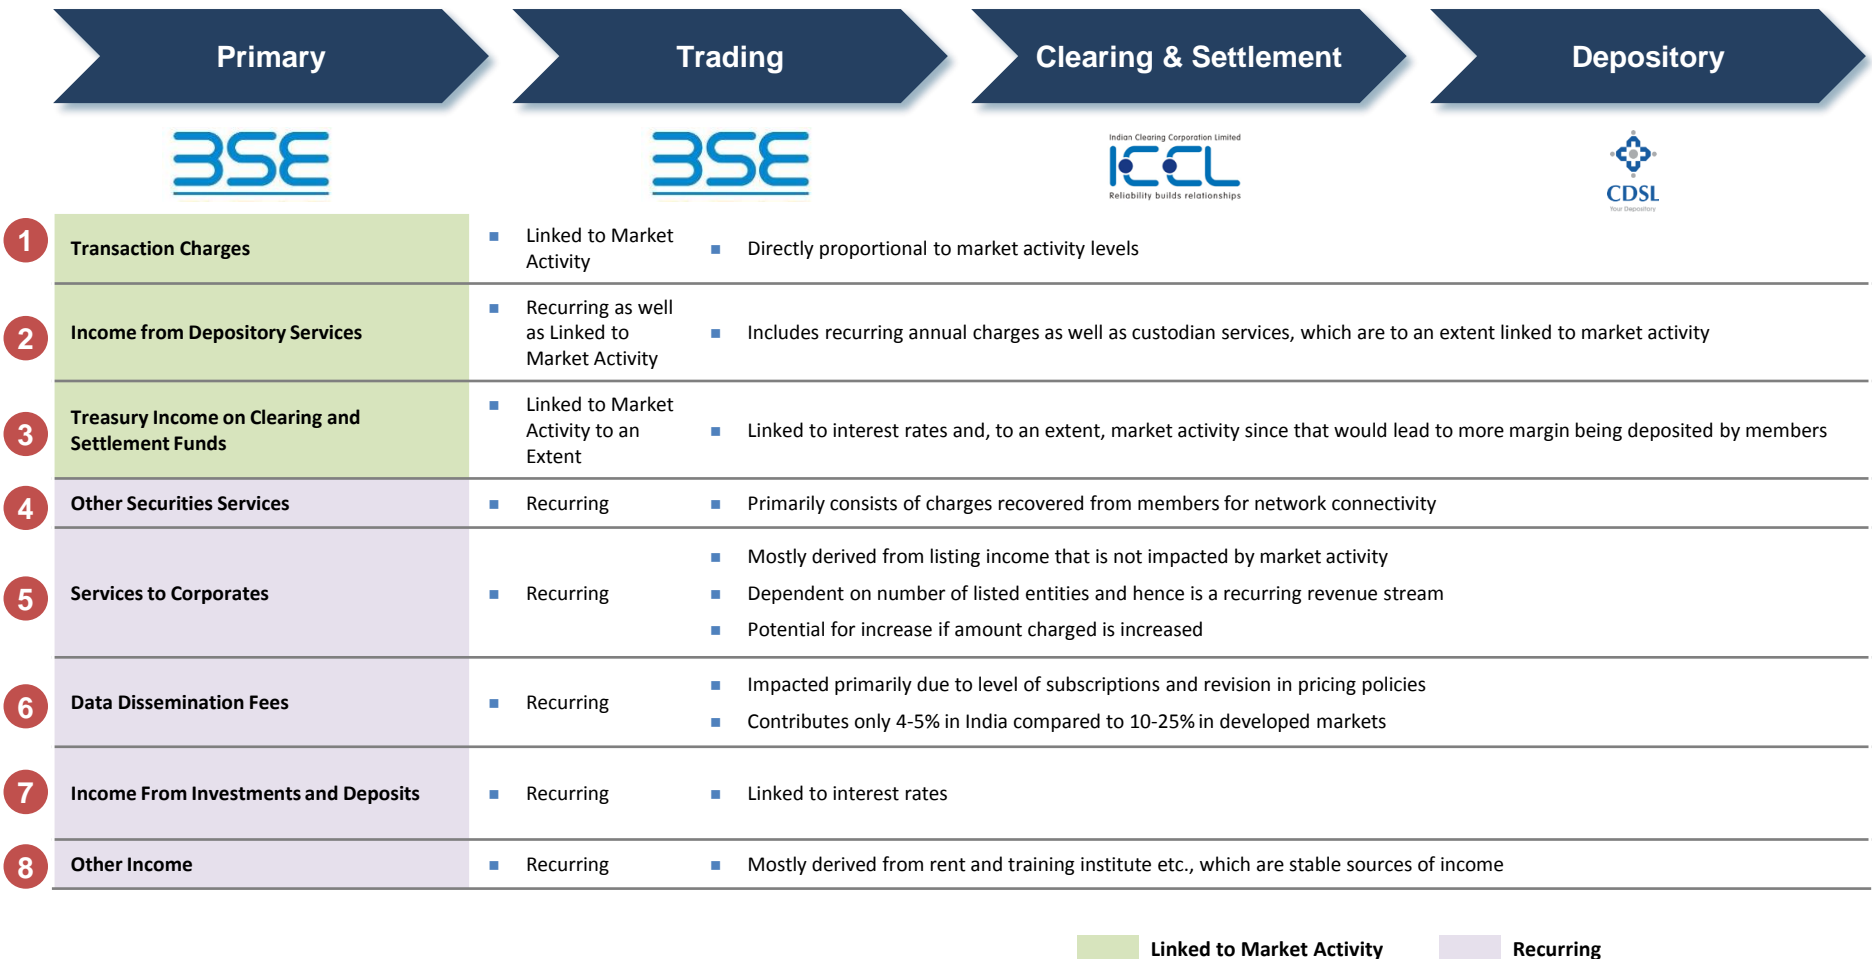 Primary
Trading
Clearing & Settlement
Depository
BSE
BSE
Indian Clearing Corporation Limited
ICCL
Reliability builds relationships
CDSL
Your Depository
1
Transaction Charges
Linked to Market
Activity
Directly proportional to market activity levels
2
Income from Depository Services
Recurring as well
as Linked to
Market Activity
Includes recurring annual charges as well as custodian services, which are to an extent linked to market activity
3
Treasury Income on Clearing and
Settlement Funds
Linked to Market
Activity to an
Extent
Linked to interest rates and, to an extent, market activity since that would lead to more margin being deposited by members
4
Other Securities Services
Recurring
Primarily consists of charges recovered from members for network connectivity
5
Services to Corporates
Recurring
Mostly derived from listing income that is not impacted by market activity
Dependent on number of listed entities and hence is a recurring revenue stream
Potential for increase if amount charged is increased
6
Data Dissemination Fees
Recurring
Impacted primarily due to level of subscriptions and revision in pricing policies
Contributes only 4-5% in India compared to 10-25% in developed markets
7
Income From Investments and Deposits
Recurring
Linked to interest rates
8
Other Income
Recurring
Mostly derived from rent and training institute etc., which are stable sources of income
Linked to Market Activity
Recurring